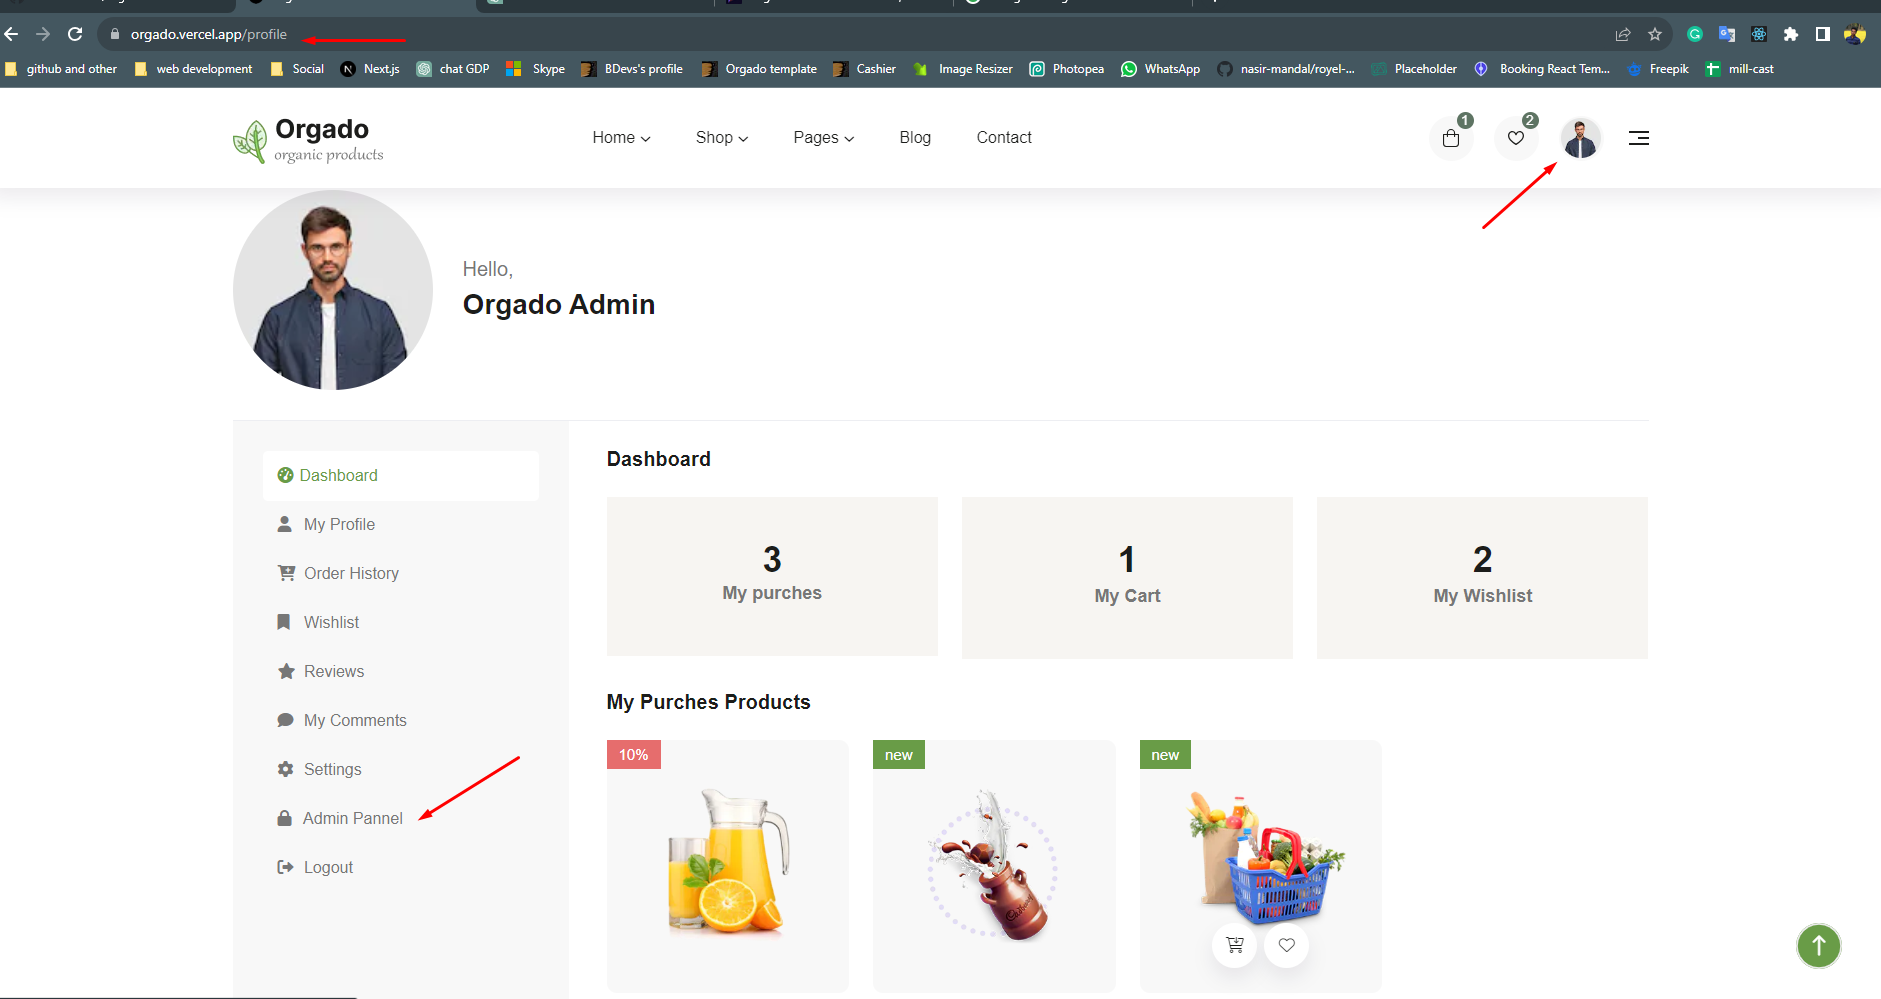 orgado.vercel.app/profile
github and other web development Social Next.js chat GDP Skype BDevs's profile Orgado template Cashier Image Resizer Photopea WhatsApp nasir-mandal/royel-... Placeholder Booking React Tem... Freepik mill-cast
Orgado
organic products
Home Shop Pages Blog Contact
1 2
Hello,
Orgado Admin
Dashboard
My Profile
Order History
Wishlist
Reviews
My Comments
Settings
Admin Pannel
Logout
Dashboard
3
My purches
1
My Cart
2
My Wishlist
My Purches Products
10%
new
new